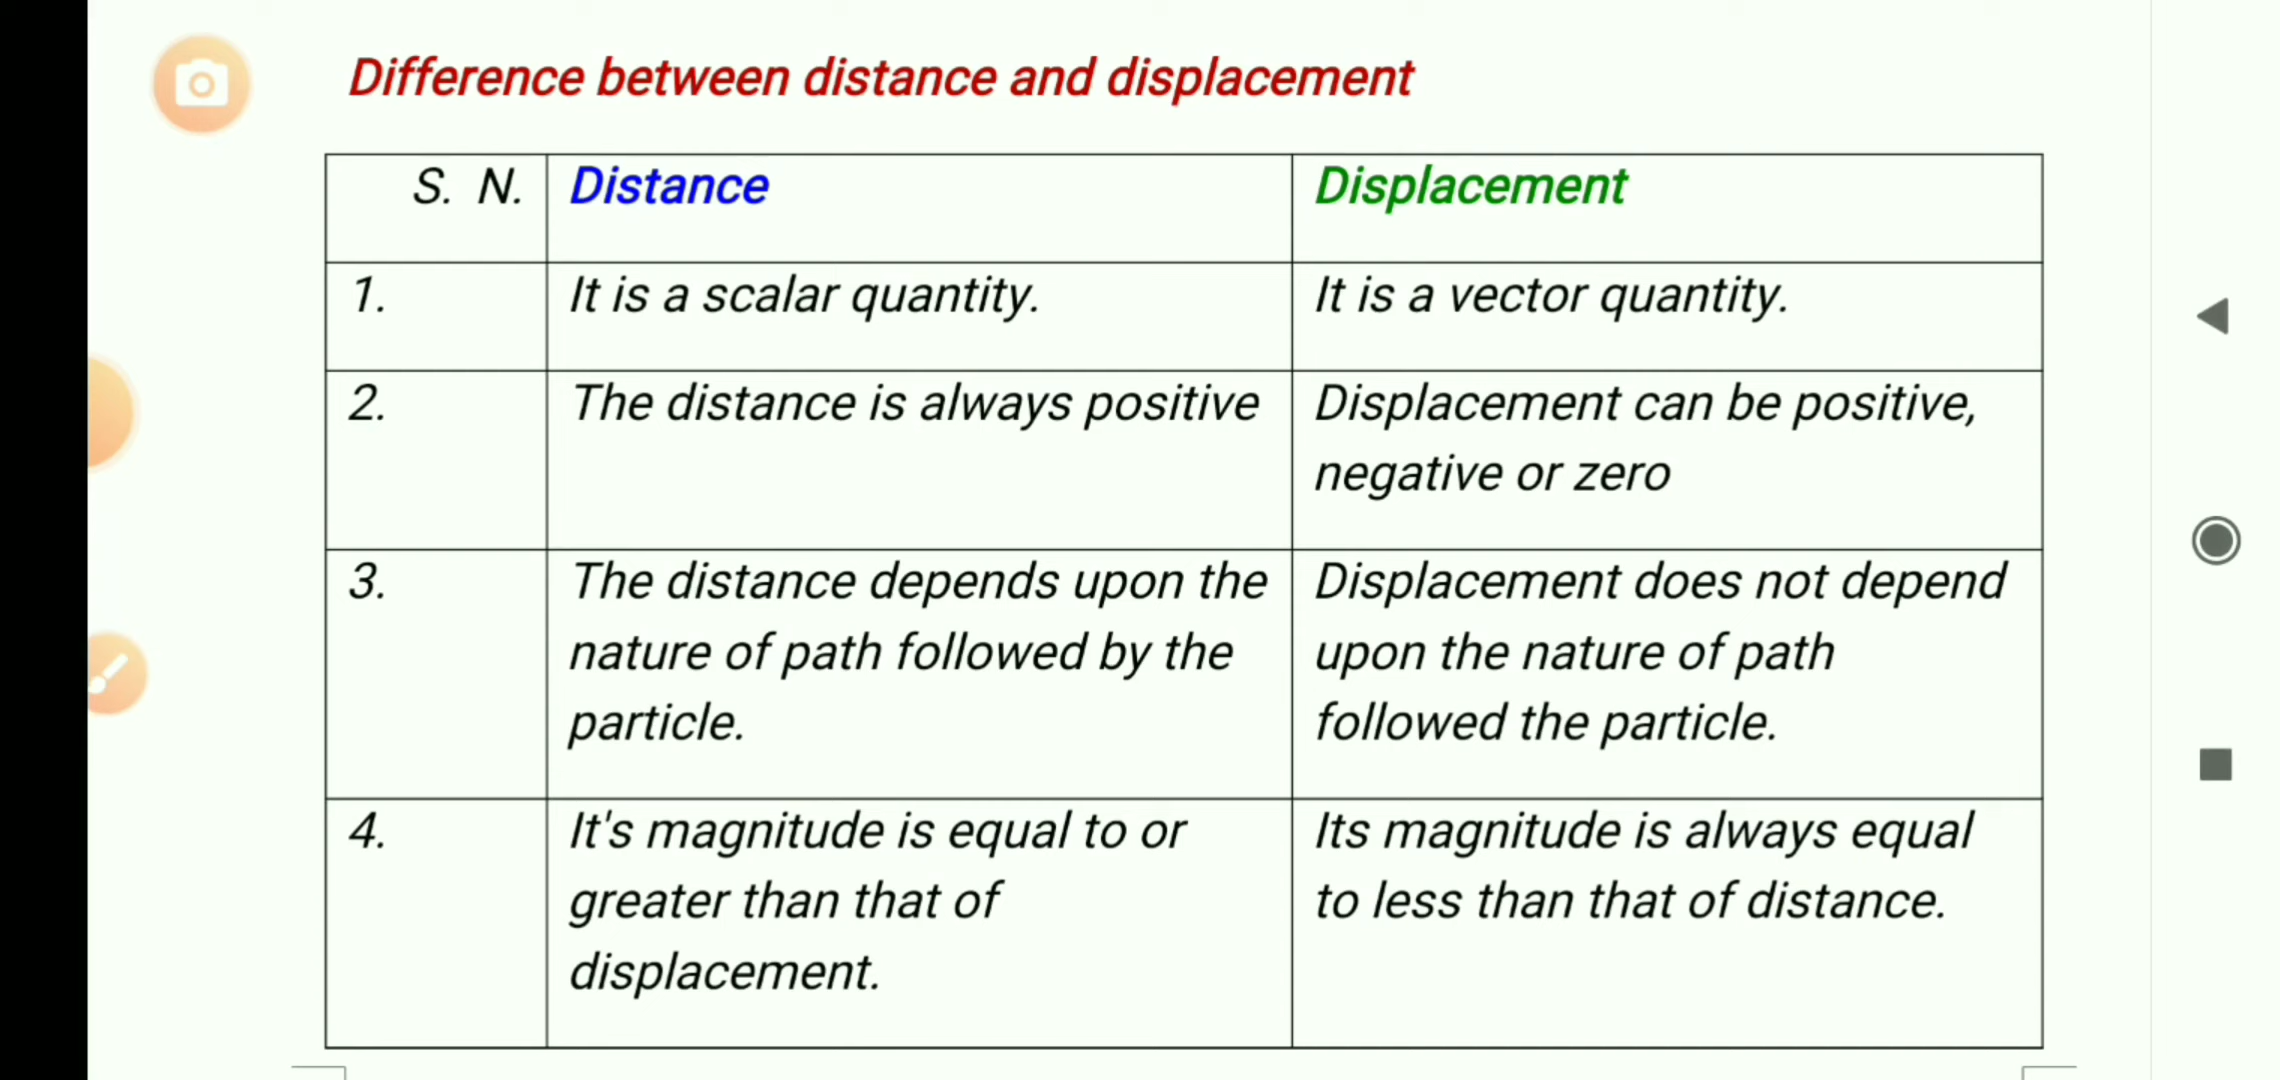 Difference between distance and displacement
S. N. Distance Displacement
1. It is a scalar quantity. It is a vector quantity.
2. The distance is always positive Displacement can be positive,
negative or zero
3. The distance depends upon the Displacement does not depend
nature of path followed by the upon the nature of path
particle. followed the particle.
4. It's magnitude is equal to or Its magnitude is always equal
greater than that of to less than that of distance.
displacement.